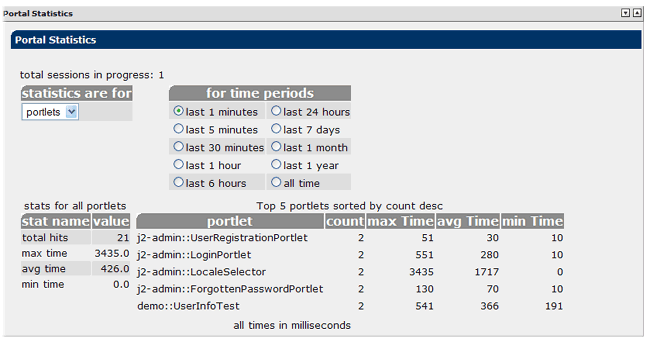 Portal Statistics
Portal Statistics
total sessions in progress: 1
statistics are for
portlets
for time periods
last 1 minutes last 24 hours
last 5 minutes last 7 days
last 30 minutes last 1 month
last 1 hour last 1 year
last 6 hours all time
stats for all portlets
stat name value
total hits 21
max time 3435.0
avg time 426.0
min time 0.0
Top 5 portlets sorted by count desc
portlet count max Time avg Time min Time
j2-admin::UserRegistrationPortlet 2 51 30 10
j2-admin::LoginPortlet 2 551 280 10
j2-admin::LocaleSelector 2 3435 1717 0
j2-admin::ForgottenPasswordPortlet 2 130 70 10
demo::UserInfoTest 2 541 366 191
all times in milliseconds